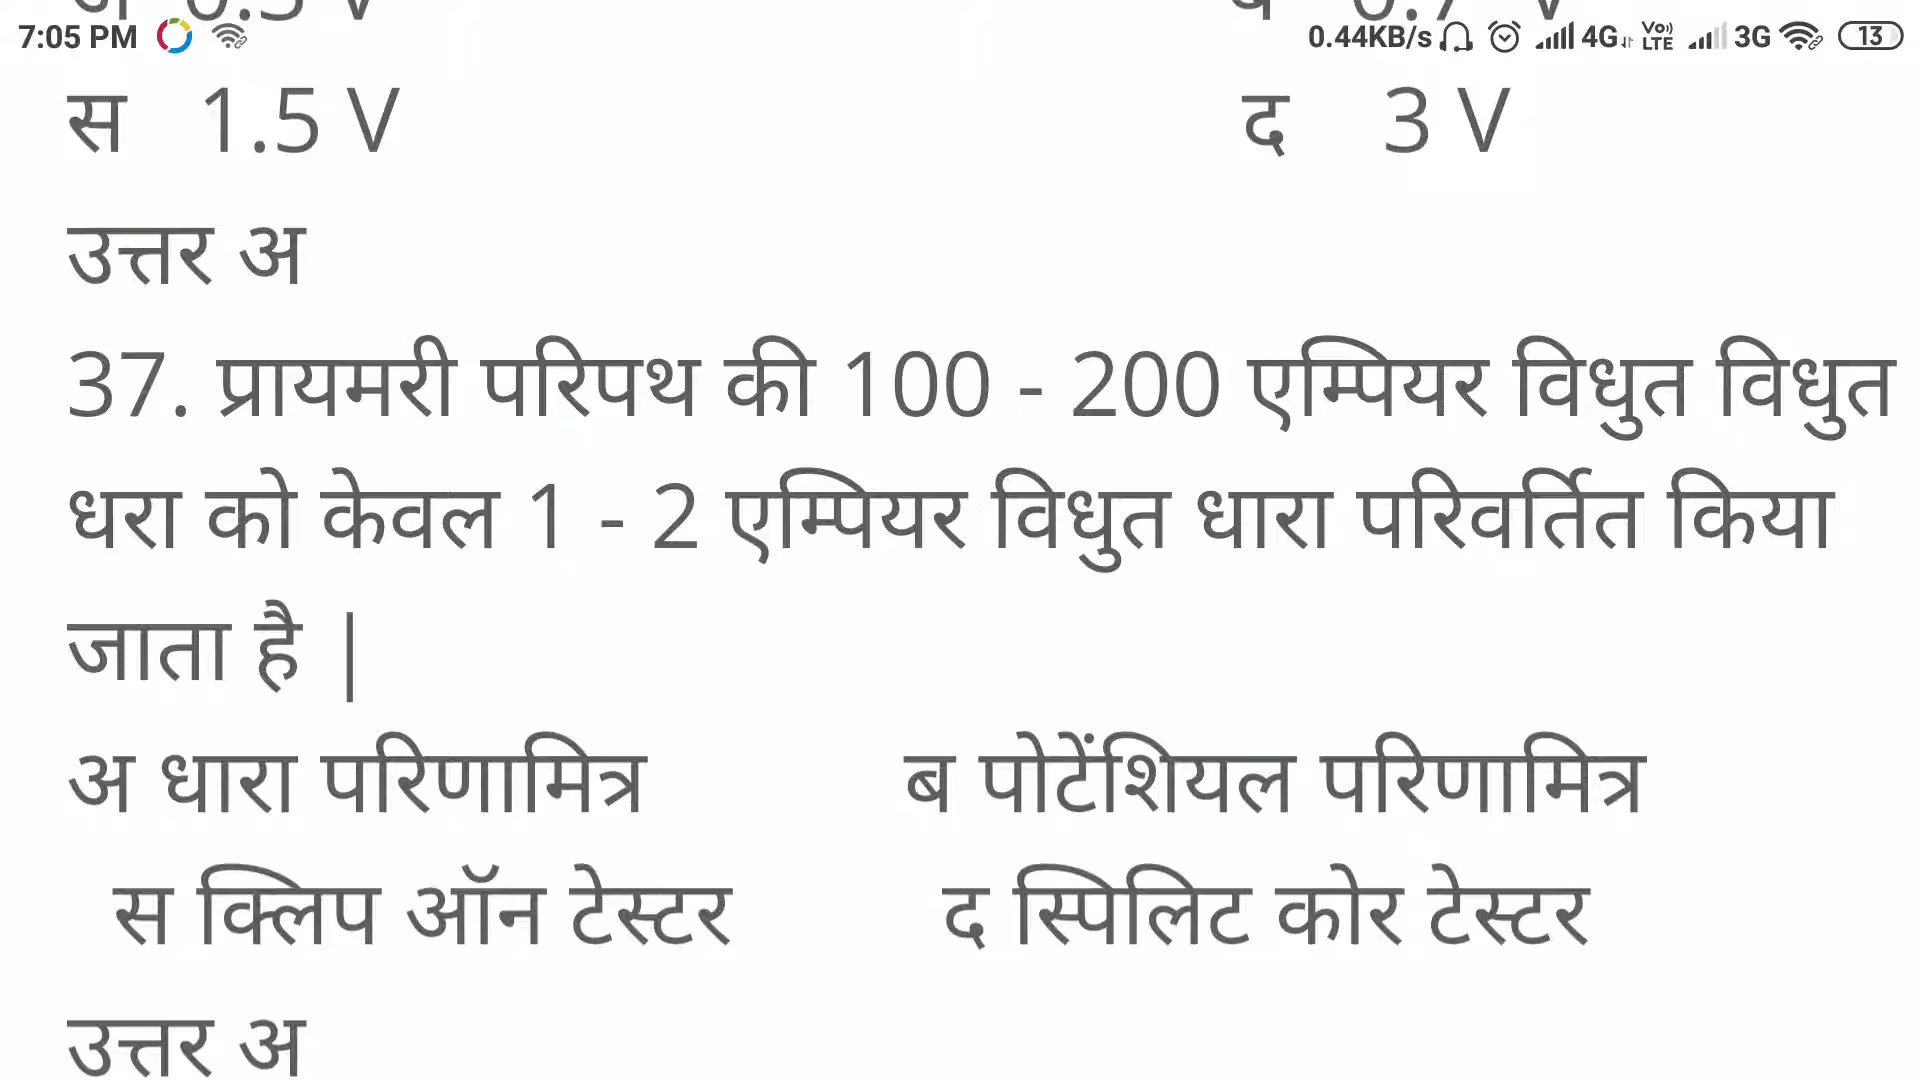 7:05 PM 0.44KB/s 4G VoLTE 3G 13
स 1.5 V द 3 V
उत्तर अ
37. प्रायमरी परिपथ की 100 - 200 एम्पियर विधुत विधुत
धरा को केवल 1 - 2 एम्पियर विधुत धारा परिवर्तित किया
जाता है |
अ धारा परिणामित्र ब पोटेंशियल परिणामित्र
स क्लिप ऑन टेस्टर द स्पिलिट कोर टेस्टर
उत्तर अ